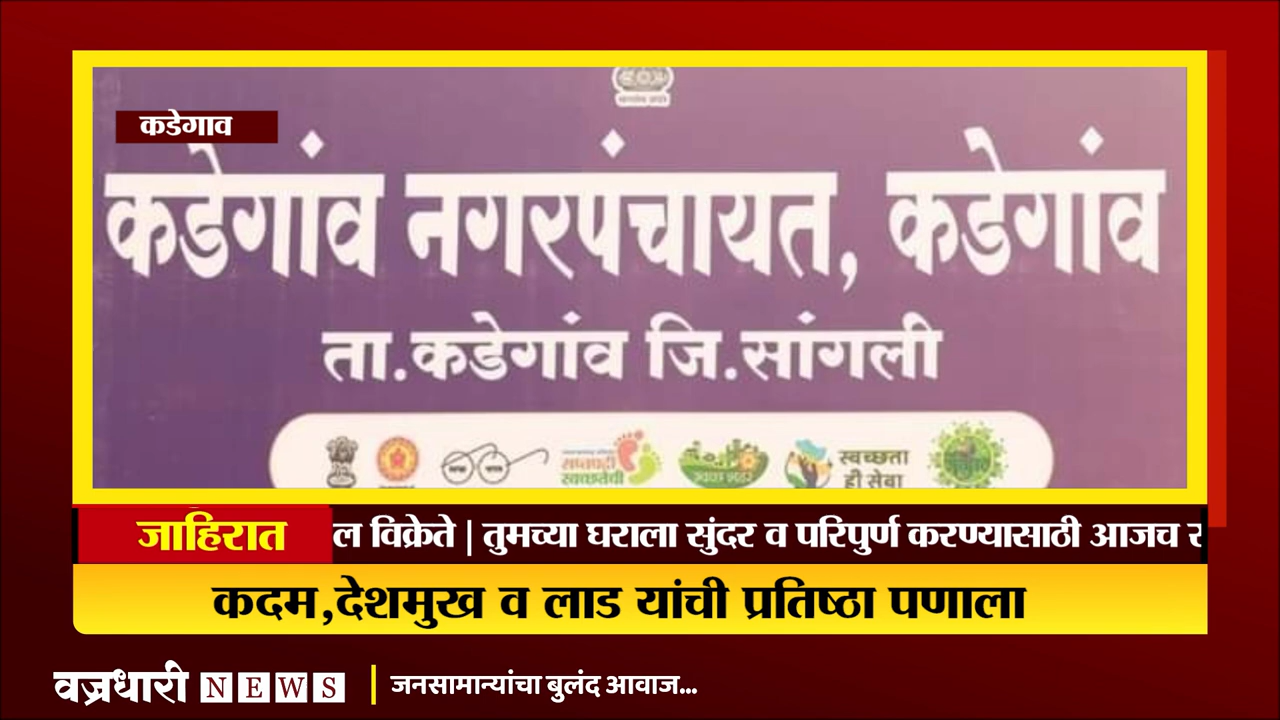 कडेगाव
कडेगांव नगरपंचायत, कडेगांव
ता.कडेगांव जि.सांगली
स्वच्छता
ही सेवा
जाहिरात
ल विक्रेते | तुमच्या घराला सुंदर व परिपुर्ण करण्यासाठी आजच
कदम,देशमुख व लाड यांची प्रतिष्ठा पणाला
वज्रधारी NEWS
जनसामान्यांचा बुलंद आवाज...